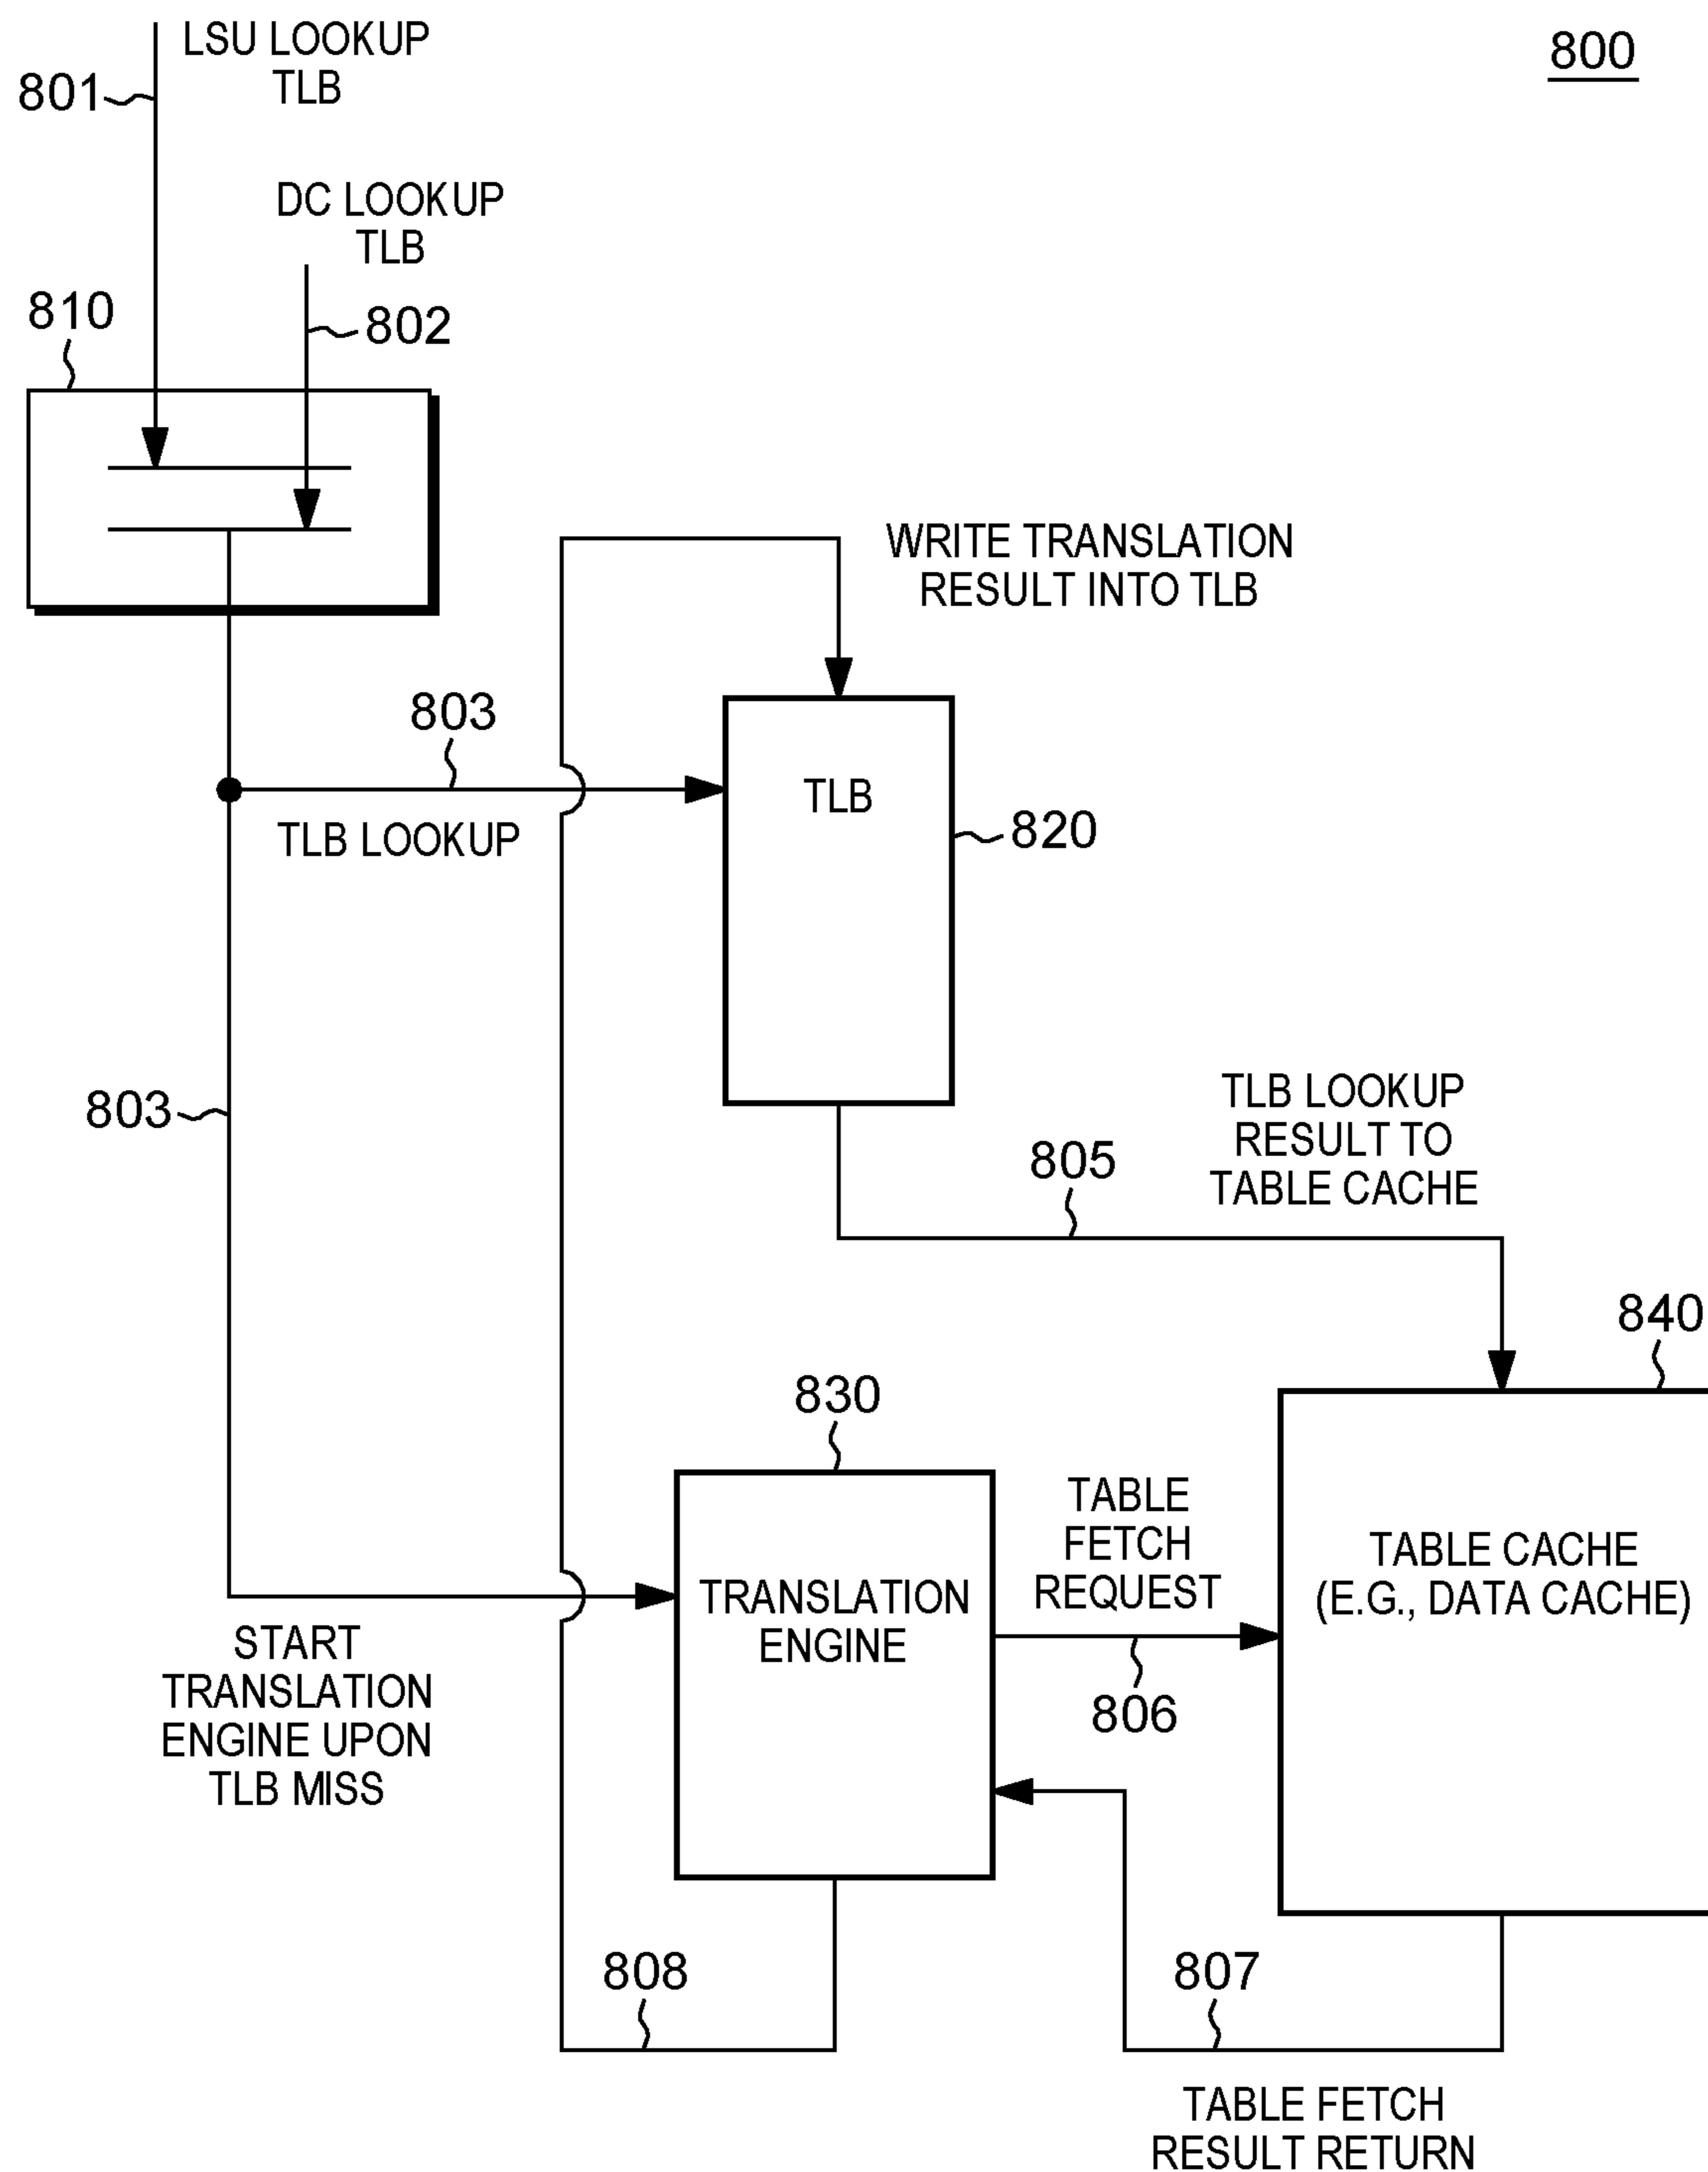 LSU LOOKUP
TLB
800
801
DC LOOKUP
TLB
810
802
WRITE TRANSLATION
RESULT INTO TLB
803
TLB
820
TLB LOOKUP
803
805
TLB LOOKUP
RESULT TO
TABLE CACHE
840
830
TABLE
FETCH
REQUEST
TABLE CACHE
(E.G., DATA CACHE)
TRANSLATION
ENGINE
START
TRANSLATION
ENGINE UPON
TLB MISS
806
808
807
TABLE FETCH
RESULT RETURN